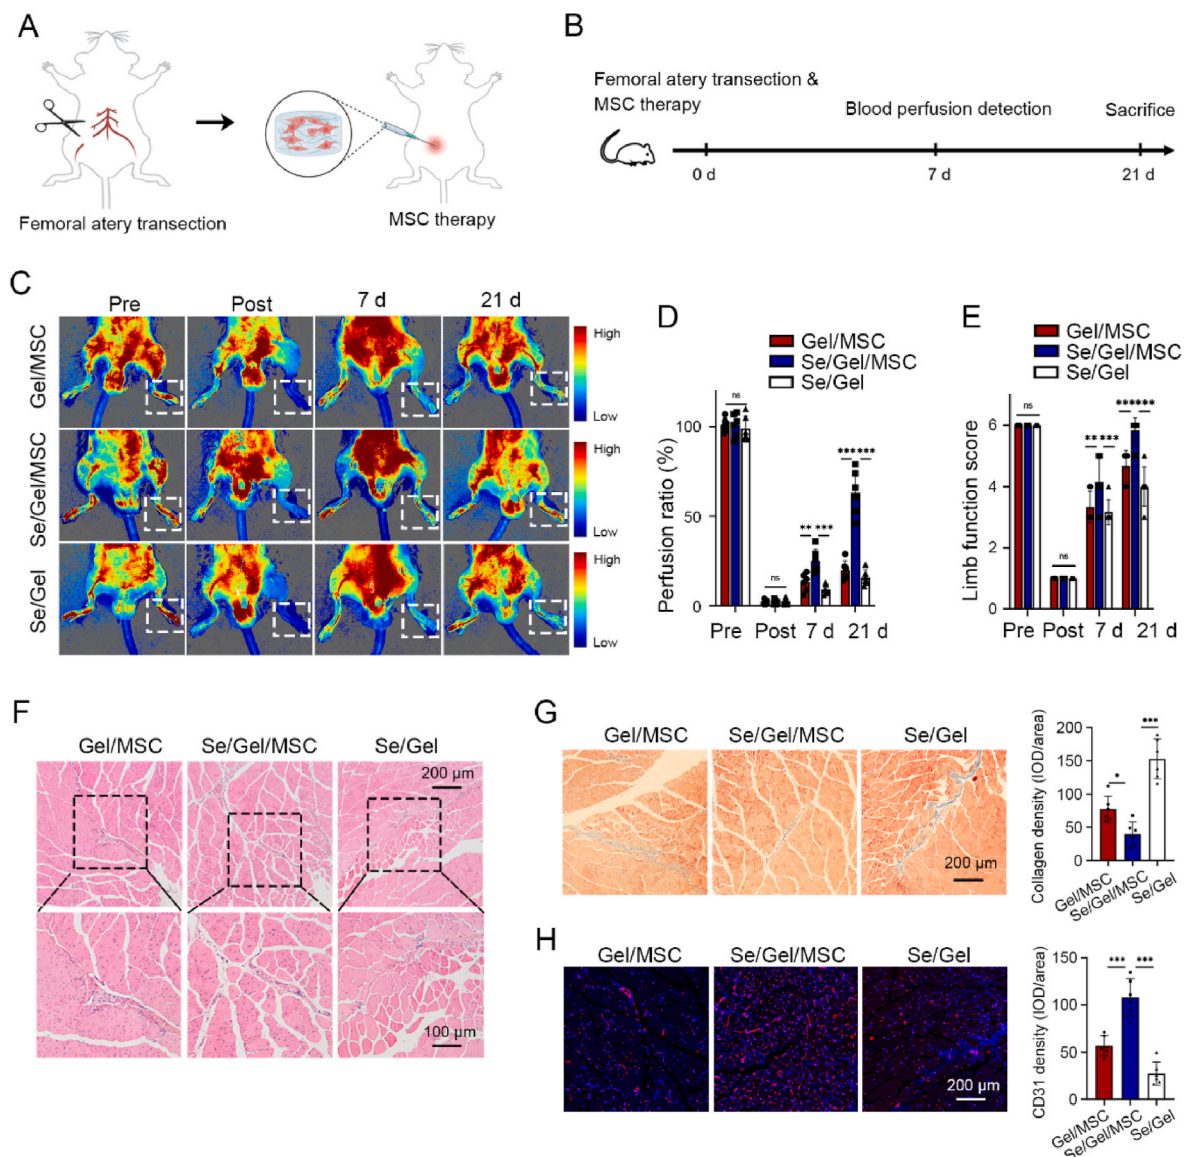 A
Femoral atery transection
MSC therapy
B
Femoral atery transection &
MSC therapy
Blood perfusion detection
Sacrifice
0 d
7 d
21 d
C
Pre
Post
7 d
21 d
Gel/MSC
High
Low
Se/Gel/MSC
High
Low
Se/Gel
High
Low
D
Gel/MSC
Se/Gel/MSC
Se/Gel
Perfusion ratio (%)
100
50
0
ns
ns
** ***
*** ***
Pre
Post
7 d
21 d
E
Gel/MSC
Se/Gel/MSC
Se/Gel
Limb function score
6
4
2
0
ns
ns
** ***
*** ***
Pre
Post
7 d
21 d
F
Gel/MSC
Se/Gel/MSC
Se/Gel
200 μm
100 μm
G
Gel/MSC
Se/Gel/MSC
Se/Gel
200 μm
Collagen density (IOD/area)
200
150
100
50
0
*
***
Gel/MSC
Se/Gel/MSC
Se/Gel
H
Gel/MSC
Se/Gel/MSC
Se/Gel
200 μm
CD31 density (IOD/area)
150
100
50
0
***
***
Gel/MSC
Se/Gel/MSC
Se/Gel